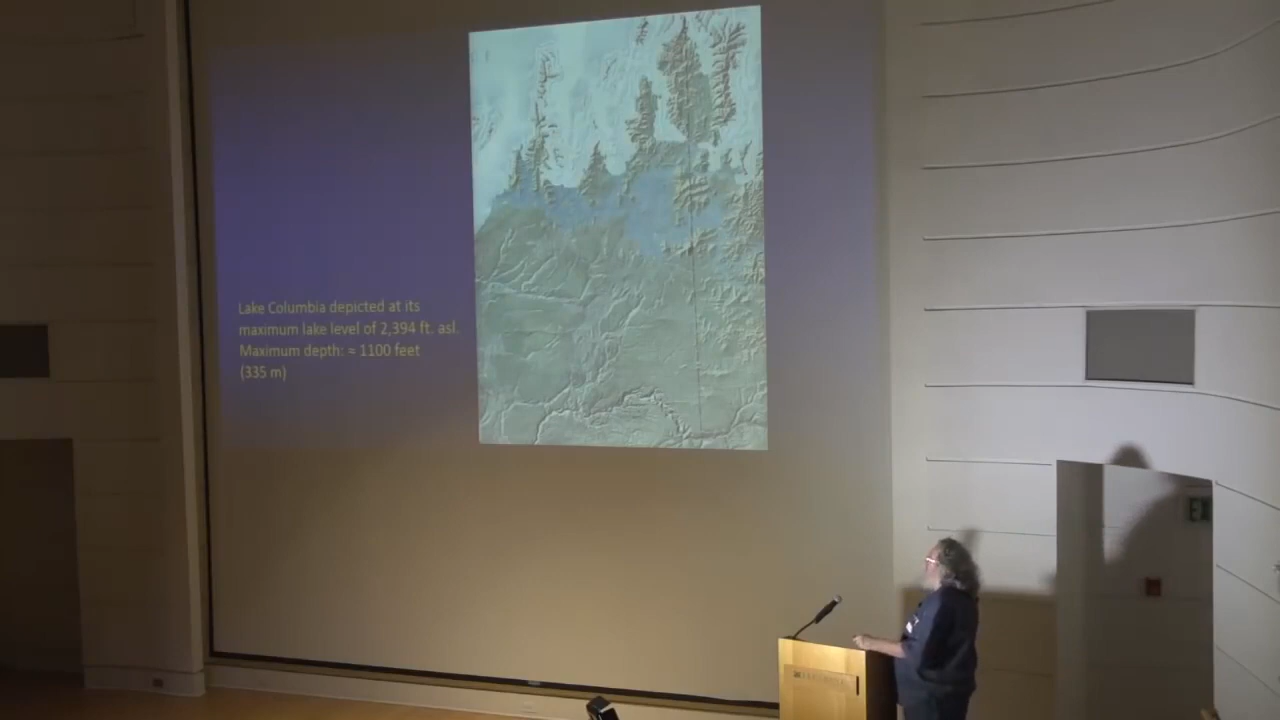 Lake Columbia depicted at its
maximum lake level of 2,394 ft. asl.
Maximum depth: ≈ 1100 feet
(335 m)